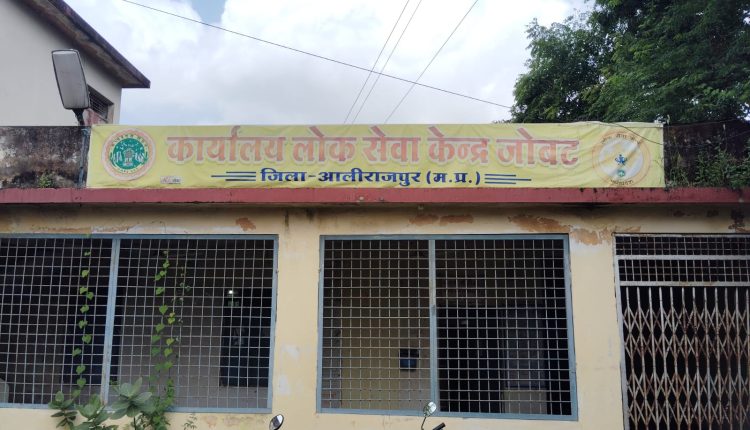 कार्यालय लोक सेवा केन्द्र जोबट
जिला-आलीराजपुर (म.प्र.)